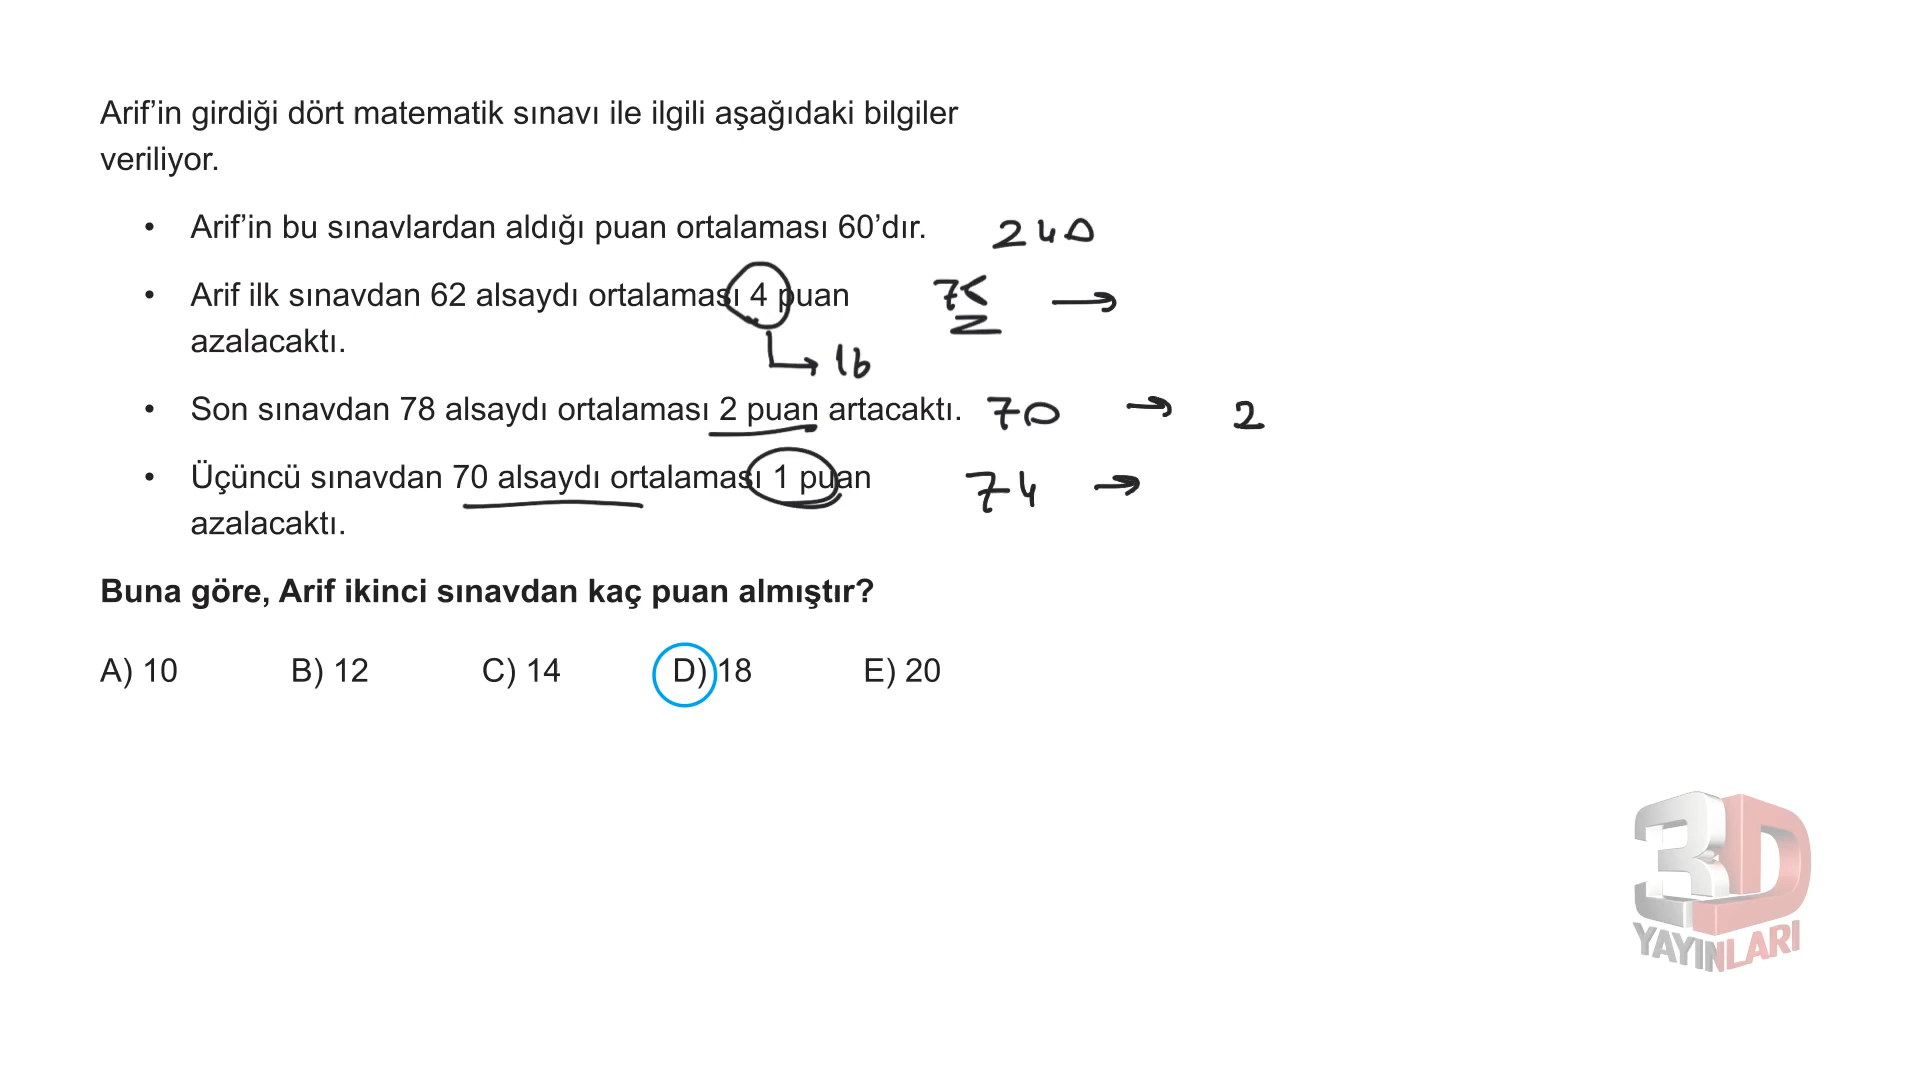 Arif’in girdiği dört matematik sınavı ile ilgili aşağıdaki bilgiler
veriliyor.
• Arif’in bu sınavlardan aldığı puan ortalaması 60’dır. 240
• Arif ilk sınavdan 62 alsaydı ortalaması 4 puan →
azalacaktı.
→ 16
• Son sınavdan 78 alsaydı ortalaması 2 puan artacaktı. 70 → 2
• Üçüncü sınavdan 70 alsaydı ortalaması 1 puan 74 →
azalacaktı.
Buna göre, Arif ikinci sınavdan kaç puan almıştır?
A) 10 B) 12 C) 14 D) 18 E) 20
3D
YAYINLARI